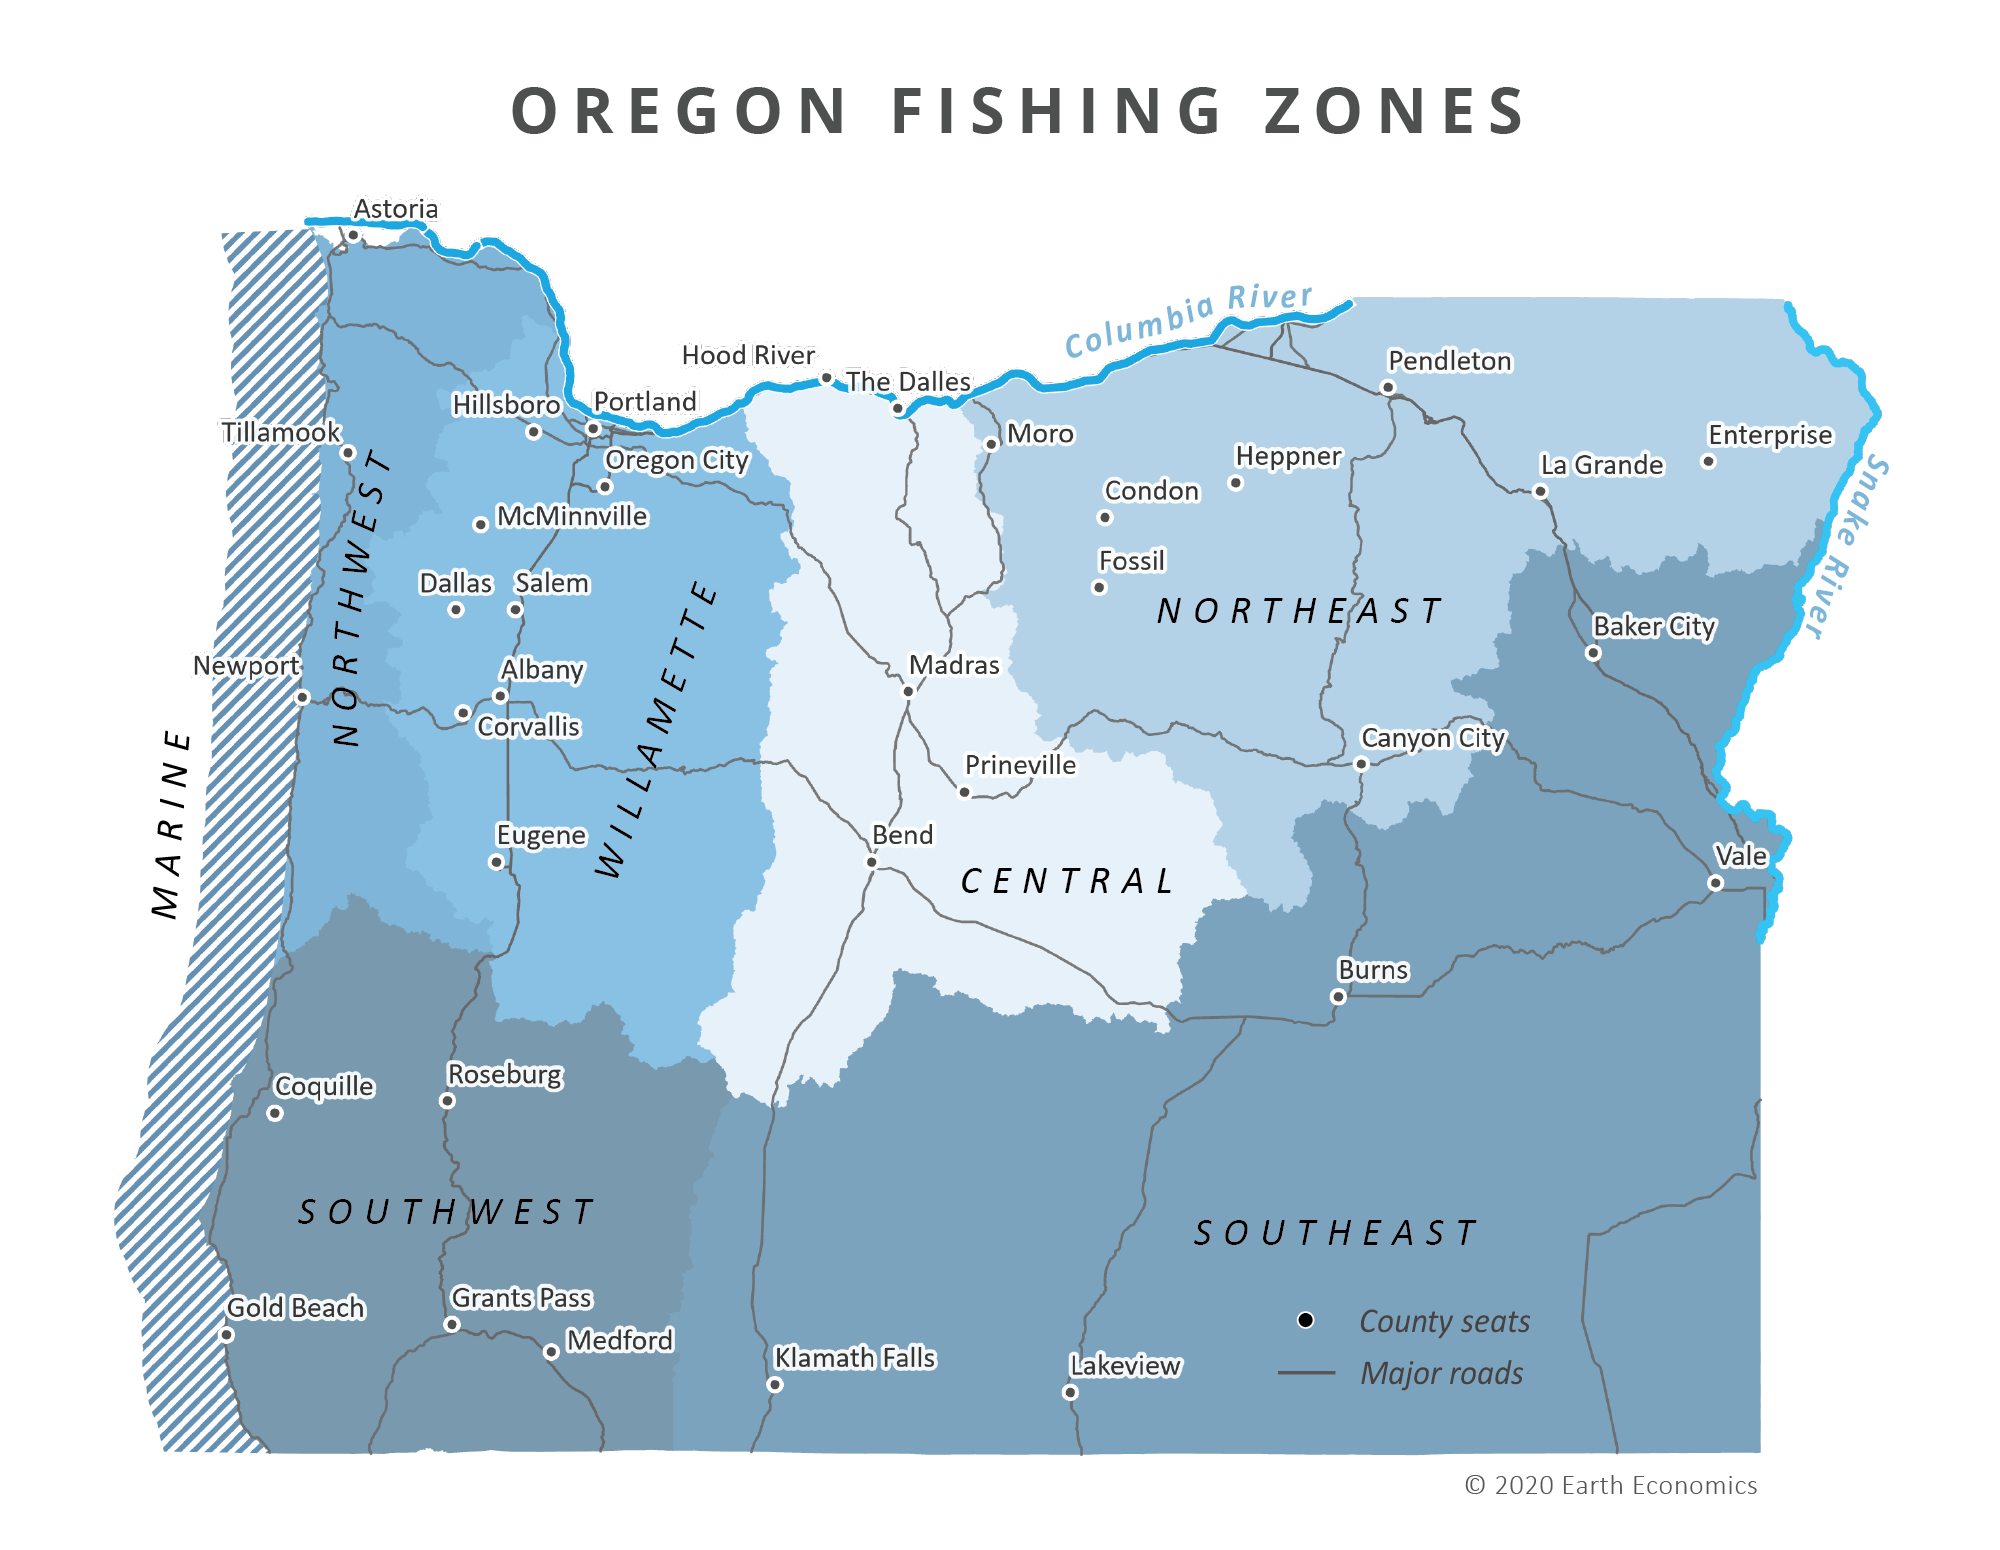 OREGON FISHING ZONES
Astoria
Columbia River
Hood River
The Dalles
Pendleton
Hillsboro
Portland
Tillamook
Moro
Enterprise
Oregon City
Heppner
La Grande
Snake River
Condon
McMinnville
NORTHWEST
Fossil
Dallas
Salem
NORTHEAST
Baker City
Newport
Albany
Madras
WILLAMETTE
Corvallis
Canyon City
MARINE
Prineville
Eugene
Bend
Vale
CENTRAL
Burns
Coquille
Roseburg
SOUTHWEST
SOUTHEAST
Gold Beach
Grants Pass
County seats
Medford
Klamath Falls
Lakeview
Major roads
© 2020 Earth Economics